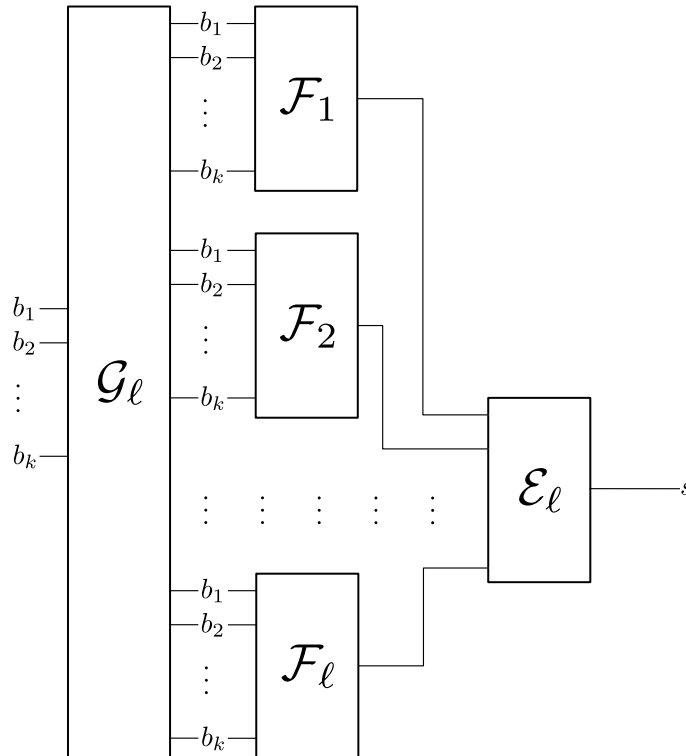 b₁
b₂
⋮
bₖ
𝒢ℓ
b₁
b₂
⋮
bₖ
ℱ₁
b₁
b₂
⋮
bₖ
ℱ₂
⋮ ⋮ ⋮ ⋮ ⋮
b₁
b₂
⋮
bₖ
ℱℓ
ℰℓ